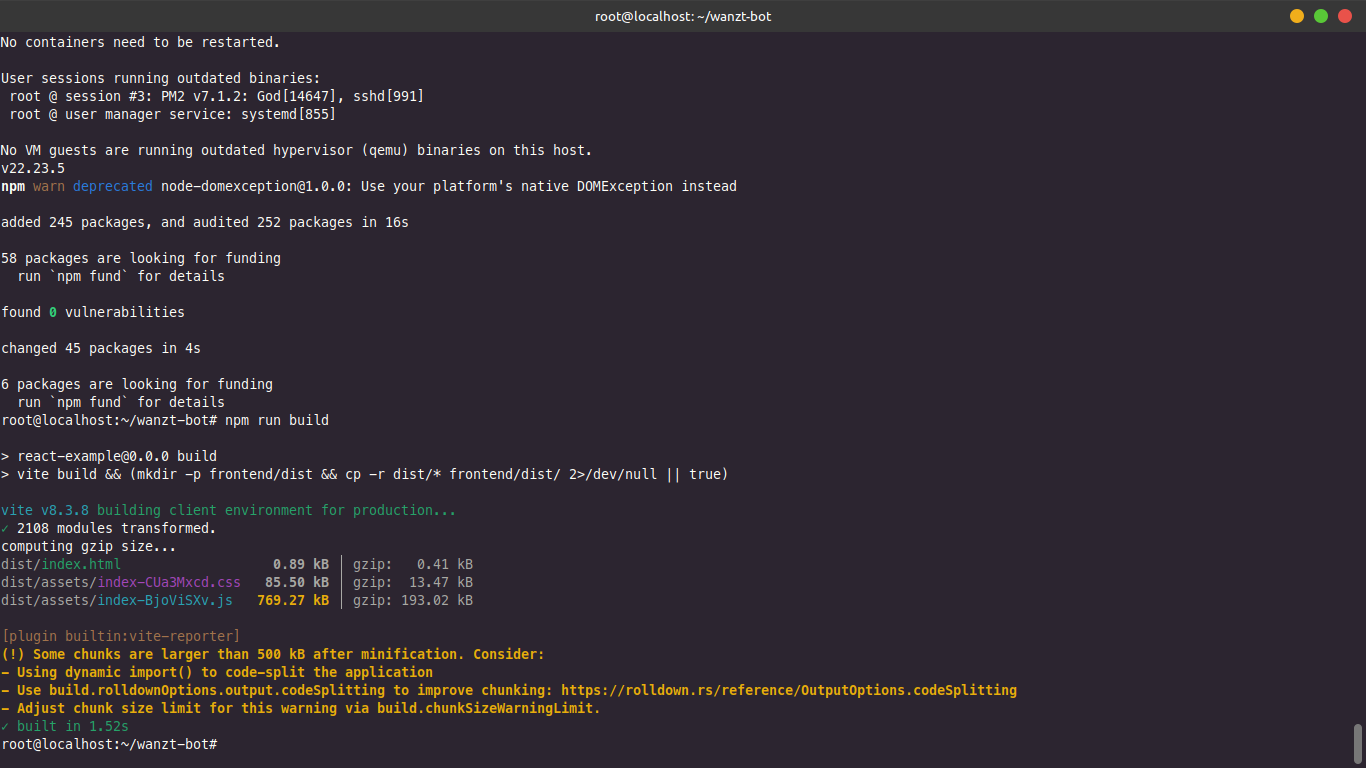 root@localhost: ~/wanzt-bot
No containers need to be restarted.
User sessions running outdated binaries:
root @ session #3: PM2 v7.1.2: God[14647], sshd[991]
root @ user manager service: systemd[855]
No VM guests are running outdated hypervisor (qemu) binaries on this host.
v22.23.5
npm warn deprecated node-domexception@1.0.0: Use your platform's native DOMException instead
added 245 packages, and audited 252 packages in 16s
58 packages are looking for funding
run `npm fund` for details
found 0 vulnerabilities
changed 45 packages in 4s
6 packages are looking for funding
run `npm fund` for details
root@localhost:~/wanzt-bot# npm run build
> react-example@0.0.0 build
> vite build && (mkdir -p frontend/dist && cp -r dist/* frontend/dist/ 2>/dev/null || true)
vite v8.3.8 building client environment for production...
✓ 2108 modules transformed.
computing gzip size...
dist/index.html 0.89 kB │ gzip: 0.41 kB
dist/assets/index-CUa3Mxcd.css 85.50 kB │ gzip: 13.47 kB
dist/assets/index-BjoViSXv.js 769.27 kB │ gzip: 193.02 kB
[plugin builtin:vite-reporter]
(!) Some chunks are larger than 500 kB after minification. Consider:
- Using dynamic import() to code-split the application
- Use build.rolldownOptions.output.codeSplitting to improve chunking: https://rolldown.rs/reference/OutputOptions.codeSplitting
- Adjust chunk size limit for this warning via build.chunkSizeWarningLimit.
✓ built in 1.52s
root@localhost:~/wanzt-bot#